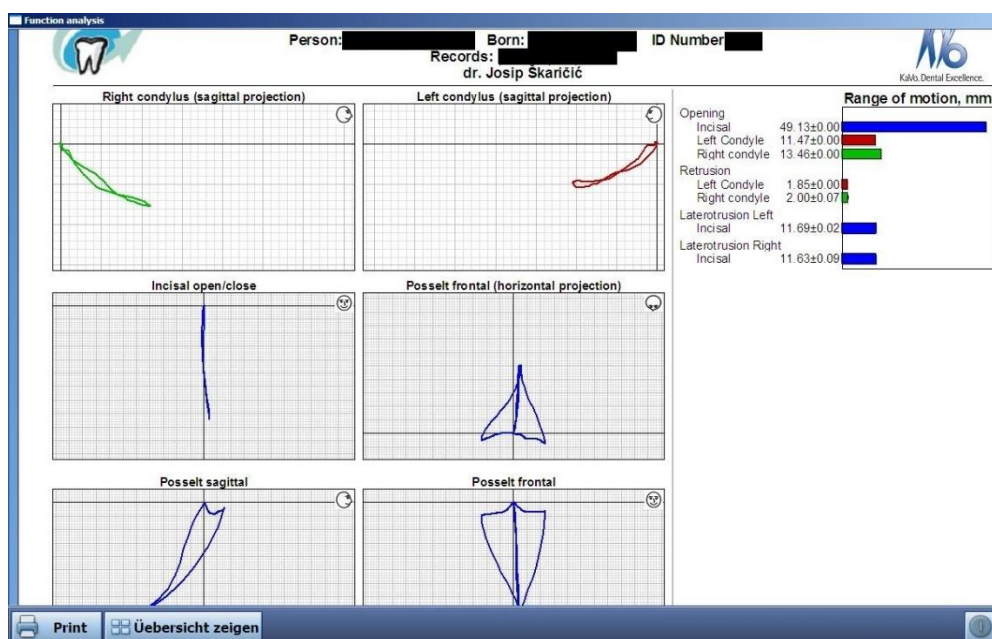 Function analysis
Person:
Born:
ID Number
Records:
dr. Josip Škaričić
KaVo. Dental Excellence.
Right condylus (sagittal projection)
Left condylus (sagittal projection)
Range of motion, mm
Opening
Incisal 49.13±0.00
Left Condyle 11.47±0.00
Right condyle 13.46±0.00
Retrusion
Left Condyle 1.85±0.00
Right condyle 2.00±0.07
Laterotrusion Left
Incisal 11.69±0.02
Laterotrusion Right
Incisal 11.63±0.09
Incisal open/close
Posselt frontal (horizontal projection)
Posselt sagittal
Posselt frontal
Print
Üebersicht zeigen